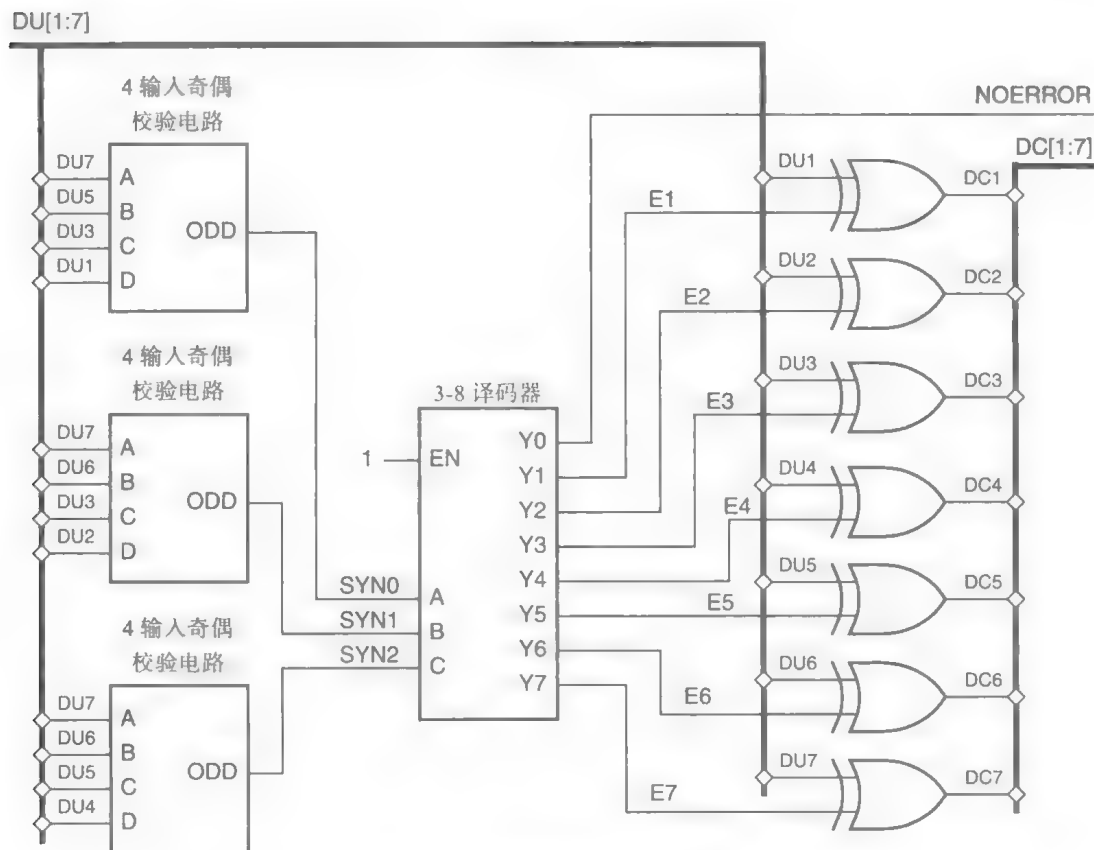 DU[1:7]
4 输入奇偶
校验电路
DU7
A
DU5
B
DU3
C
DU1
D
ODD
4 输入奇偶
校验电路
DU7
A
DU6
B
DU3
C
DU2
D
ODD
4 输入奇偶
校验电路
DU7
A
DU6
B
DU5
C
DU4
D
ODD
SYN0
SYN1
SYN2
3-8 译码器
1
EN
A
B
C
Y0
Y1
Y2
Y3
Y4
Y5
Y6
Y7
NOERROR
DC[1:7]
DU1
E1
DC1
DU2
E2
DC2
DU3
E3
DC3
DU4
E4
DC4
DU5
E5
DC5
DU6
E6
DC6
DU7
E7
DC7